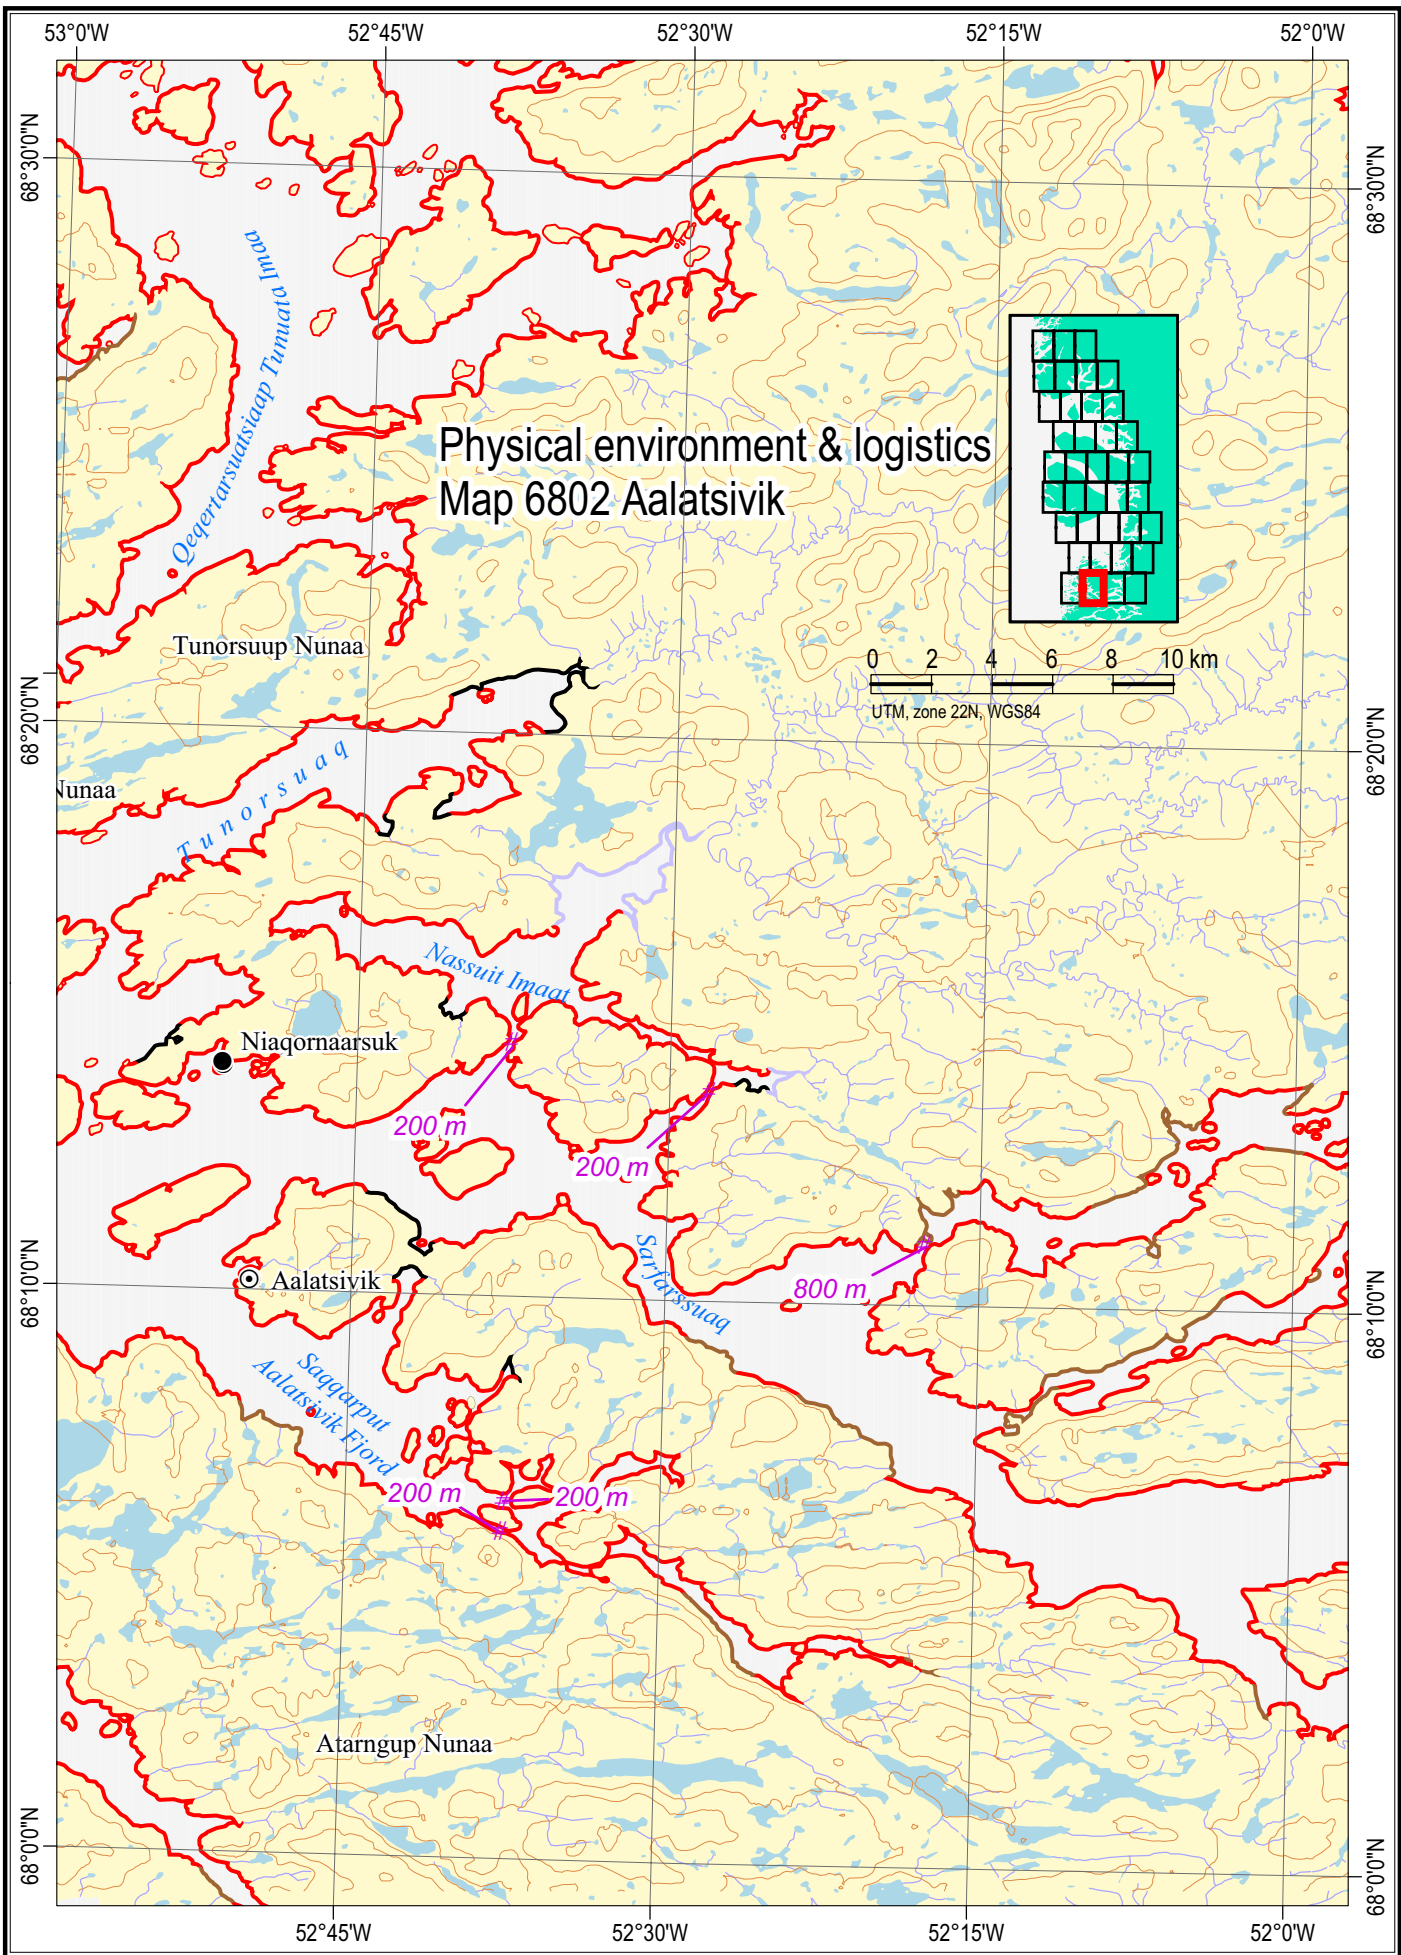 53°0'W
52°45'W
52°30'W
52°15'W
52°0'W
68°30'N
68°30'N
Qeqertarsuatsiaap Tunuata Imaa
Physical environment & logistics
Map 6802 Aalatsivik
Tunorsuup Nunaa
0 2 4 6 8 10 km
UTM, zone 22N, WGS84
68°20'0"N
68°20'0"N
Tunorsuaq
Nunaa
Nassuit Imaat
Niaqornaarsuk
200 m
200 m
Sarfarssuaq
68°10'0"N
Aalatsivik
800 m
68°10'0"N
Saqqarput
Aalatsivik Fjord
200 m
200 m
Atarngup Nunaa
68°0'0"N
68°0'0"N
52°45'W
52°30'W
52°15'W
52°0'W